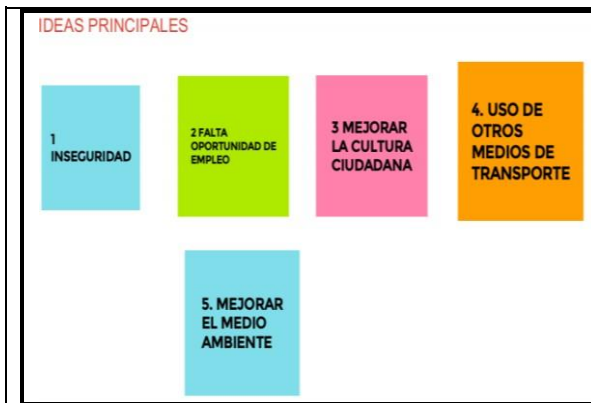 IDEAS PRINCIPALES
1
INSEGURIDAD
2 FALTA
OPORTUNIDAD DE
EMPLEO
3 MEJORAR
LA CULTURA
CIUDADANA
4. USO DE
OTROS
MEDIOS DE
TRANSPORTE
5. MEJORAR
EL MEDIO
AMBIENTE